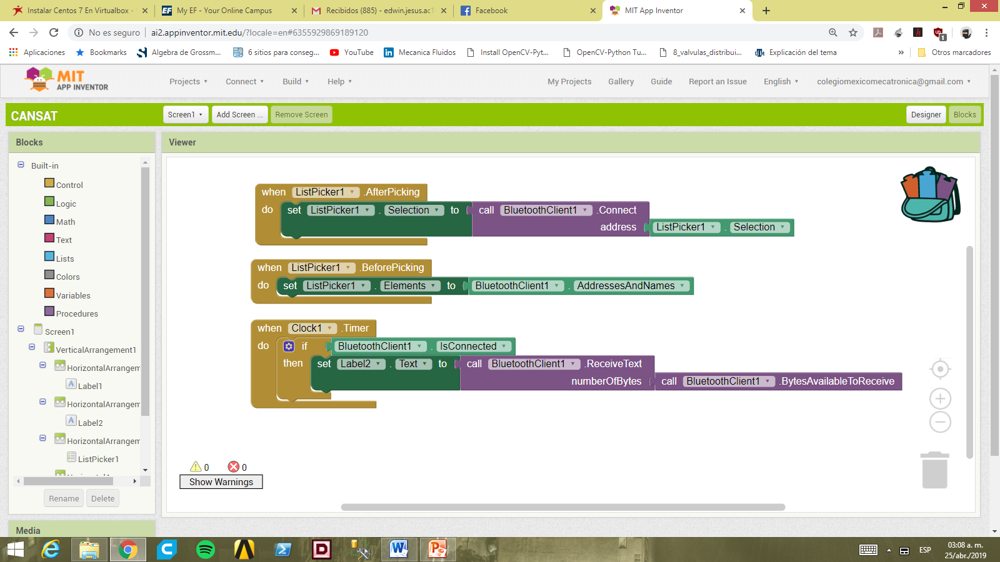 Instalar Centos 7 En Virtualbox -
My EF - Your Online Campus
Recibidos (885) - edwin.jesus.ac1
Facebook
MIT App Inventor
No es seguro
ai2.appinventor.mit.edu/?locale=en#6355929869189120
Aplicaciones
Bookmarks
Algebra de Grossm...
6 sitios para conseg...
YouTube
Mecanica Fluidos
Install OpenCV-Pyt...
OpenCV-Python Tu...
8_valvulas_distribui...
Explicación del tema
»
Otros marcadores
MIT
APP INVENTOR
Projects
Connect
Build
Help
My Projects
Gallery
Guide
Report an Issue
English
colegiomexicomecatronica@gmail.com
CANSAT
Screen1
Add Screen ...
Remove Screen
Designer
Blocks
Blocks
Built-in
Control
Logic
Math
Text
Lists
Colors
Variables
Procedures
Screen1
VerticalArrangement1
HorizontalArrangem
Label1
HorizontalArrangem
Label2
HorizontalArrangem
ListPicker1
Rename
Delete
Media
Viewer
when ListPicker1 .AfterPicking
do set ListPicker1 . Selection to call BluetoothClient1 .Connect
address ListPicker1 . Selection
when ListPicker1 .BeforePicking
do set ListPicker1 . Elements to BluetoothClient1 . AddressesAndNames
when Clock1 .Timer
do if BluetoothClient1 . IsConnected
then set Label2 . Text to call BluetoothClient1 .ReceiveText
numberOfBytes call BluetoothClient1 .BytesAvailableToReceive
0 0
Show Warnings
ESP
03:08 a. m.
25/abr./2019